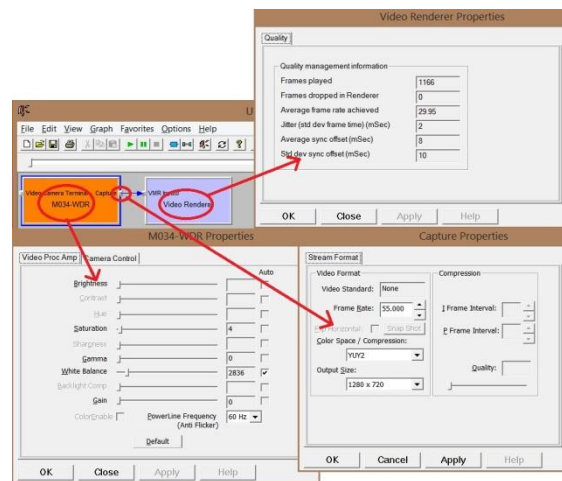 Video Renderer Properties
Quality
Quality management information
Frames played 1166
Frames dropped in Renderer 0
Average frame rate achieved 29.95
Jitter (std dev frame time) (mSec) 2
Average sync offset (mSec) 8
Std dev sync offset (mSec) 10
OK Close Apply Help
U
File Edit View Graph Favorites Options Help
Video Camera Terminal Capture
M034-WDR
VMR Input0
Video Renderer
M034-WDR Properties
Video Proc Amp Camera Control
Auto
Brightness
Contrast
Hue
Saturation 4
Sharpness
Gamma 0
White Balance 2836
Backlight Comp
Gain 0
ColorEnable PowerLine Frequency 60 Hz
(Anti Flicker)
Default
OK Close Apply Help
Capture Properties
Stream Format
Video Format Compression
Video Standard: None
Frame Rate: 55.000 I Frame Interval:
Flip Horizontal: Snap Shot P Frame Interval:
Color Space / Compression:
YUY2 Quality:
Output Size:
1280 x 720
OK Cancel Apply Help